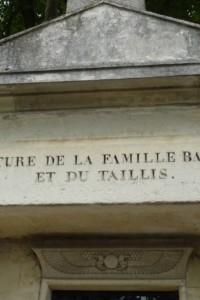 TURE DE LA FAMILLE BA
ET DU TAILLIS.